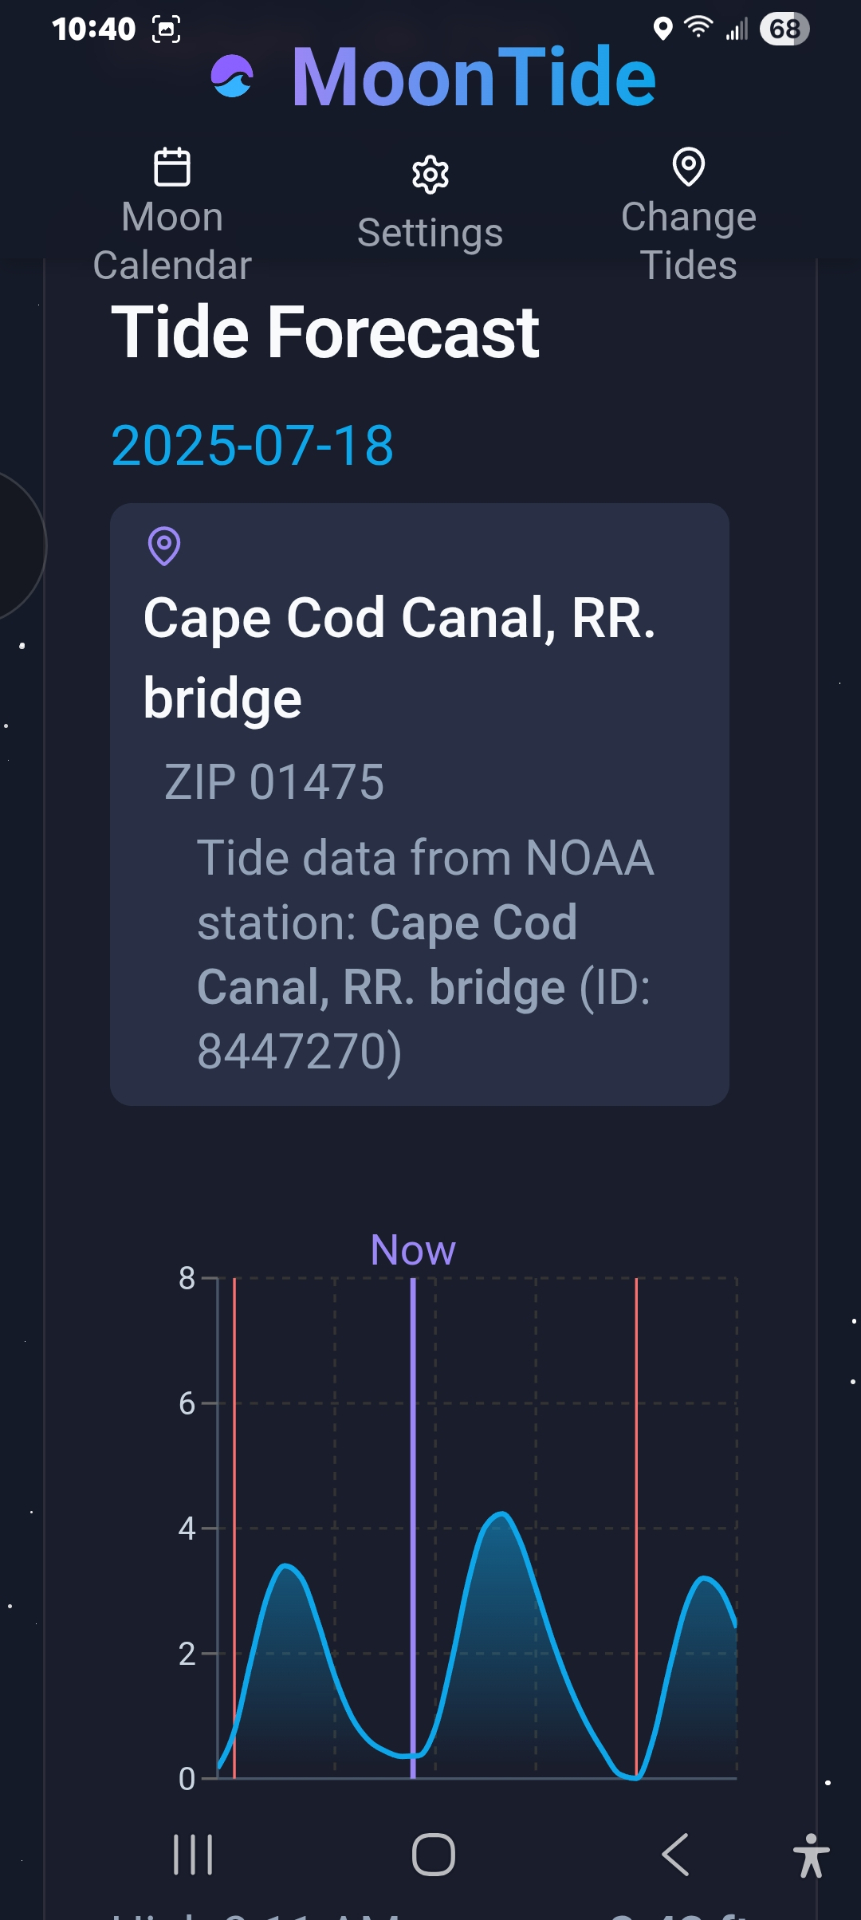 10:40
68
MoonTide
Moon
Calendar
Settings
Change
Tides
Tide Forecast
2025-07-18
Cape Cod Canal, RR.
bridge
ZIP 01475
Tide data from NOAA
station: Cape Cod
Canal, RR. bridge (ID:
8447270)
Now
8
6
4
2
0